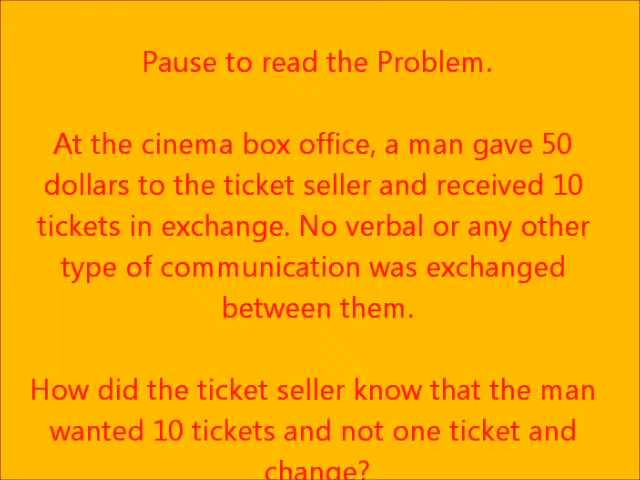 Pause to read the Problem.
At the cinema box office, a man gave 50
dollars to the ticket seller and received 10
tickets in exchange. No verbal or any other
type of communication was exchanged
between them.
How did the ticket seller know that the man
wanted 10 tickets and not one ticket and
change?